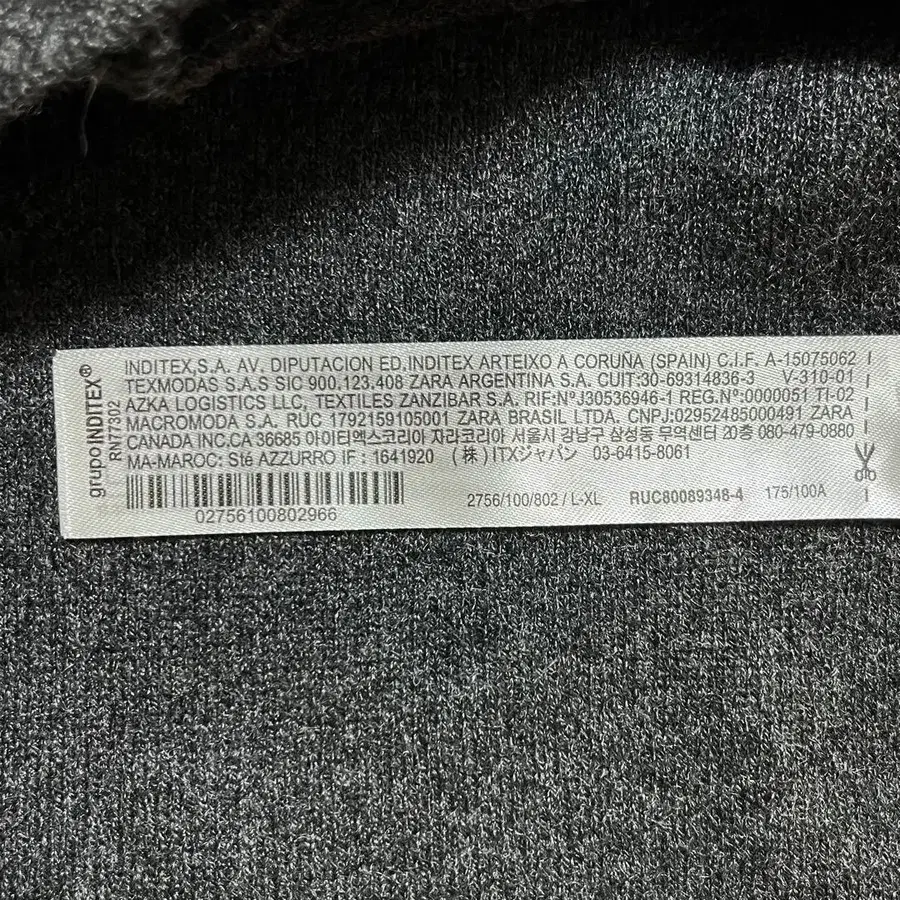 grupo INDITEX®
RN77302
INDITEX,S.A. AV. DIPUTACION ED.INDITEX ARTEIXO A CORUÑA (SPAIN) C.I.F. A-15075062
TEXMODAS S.A.S SIC 900.123.408 ZARA ARGENTINA S.A. CUIT:30-69314836-3 V-310-01
AZKA LOGISTICS LLC, TEXTILES ZANZIBAR S.A. RIF:NºJ30536946-1 REG.Nº:0000051 TI-02
MACROMODA S.A. RUC 1792159105001 ZARA BRASIL LTDA. CNPJ:02952485000491 ZARA
CANADA INC.CA 36685 아이티엑스코리아 자라코리아 서울시 강남구 삼성동 무역센터 20층 080-479-0880
MA-MAROC: Sté AZZURRO IF : 1641920 (株)ITXジャパン 03-6415-8061
02756100802966
2756/100/802 / L-XL RUC80089348-4 175/100A